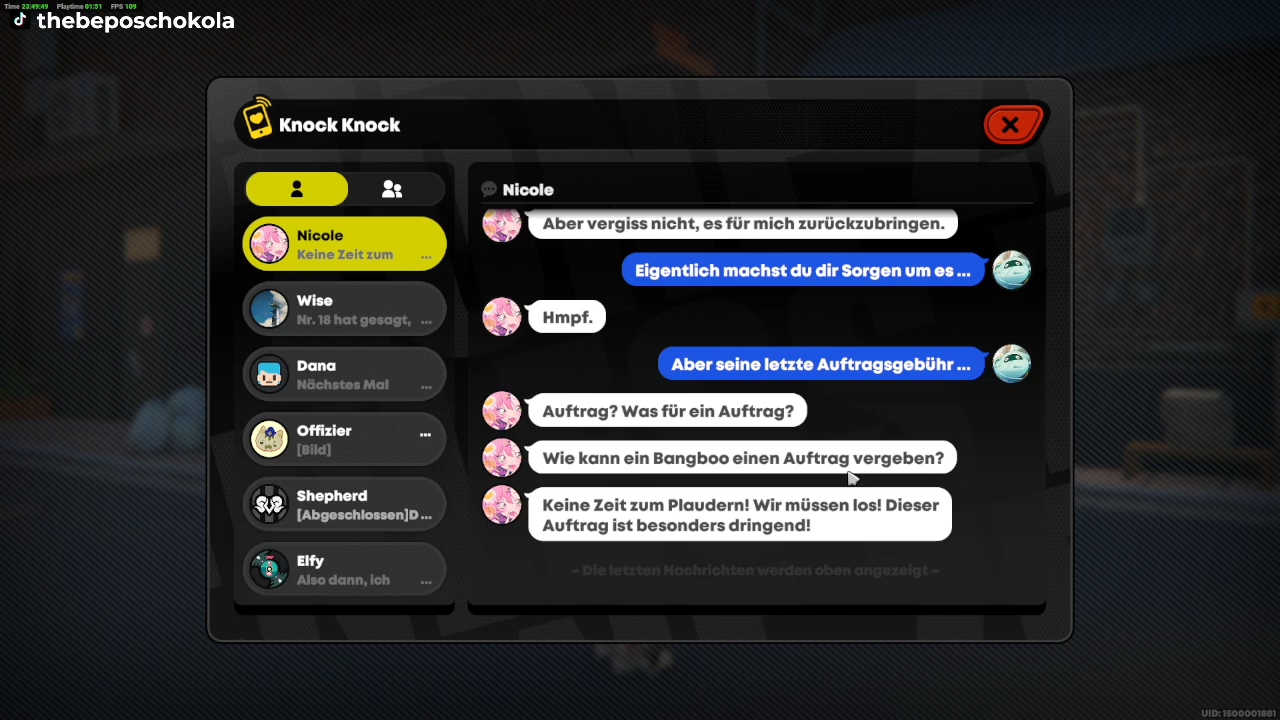 Time 23:49:49 Playtime 01:51 FPS 109
thebeposchokola
Knock Knock
Nicole
Keine Zeit zum ...
Wise
Nr. 18 hat gesagt, ...
Dana
Nächstes Mal ...
Offizier ...
[Bild]
Shepherd
[Abgeschlossen]D ...
Elfy
Also dann, ich ...
Nicole
Aber vergiss nicht, es für mich zurückzubringen.
Eigentlich machst du dir Sorgen um es ...
Hmpf.
Aber seine letzte Auftragsgebühr ...
Auftrag? Was für ein Auftrag?
Wie kann ein Bangboo einen Auftrag vergeben?
Keine Zeit zum Plaudern! Wir müssen los! Dieser
Auftrag ist besonders dringend!
– Die letzten Nachrichten werden oben angezeigt –
UID: 1500001881